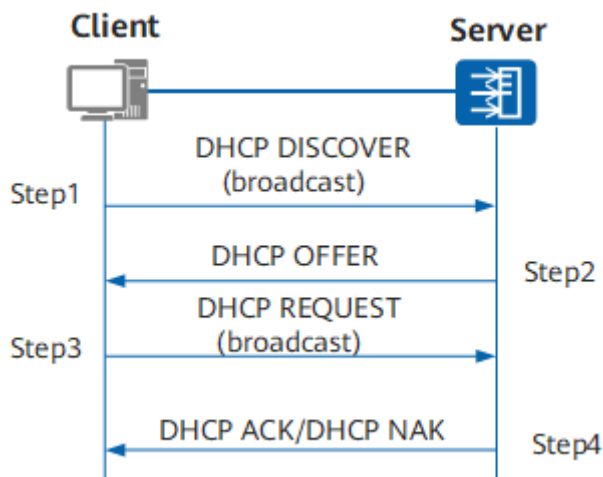 Client
Server
DHCP DISCOVER
(broadcast)
Step1
DHCP OFFER
Step2
DHCP REQUEST
(broadcast)
Step3
DHCP ACK/DHCP NAK
Step4